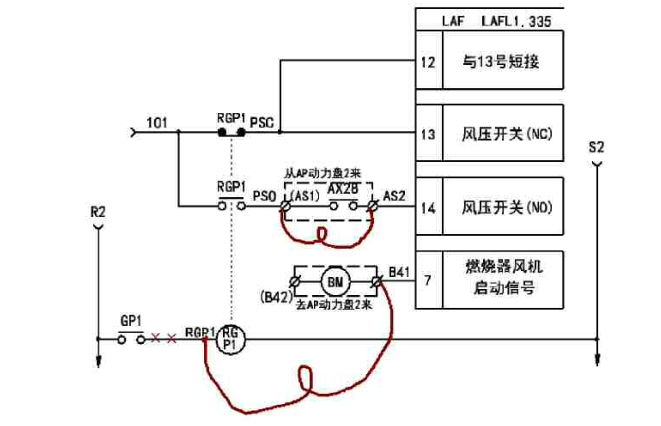 LAF LAFL1.335
12 与13号短接
RGP1
101 PSC
13 风压开关(NC)
S2
从AP动力盘2来
RGP1
PSO (AS1) AX2B AS2
14 风压开关(NO)
R2
B41
7 燃烧器风机
启动信号
BM
(B42)
去AP动力盘2来
GP1
RGP1
RG
P1